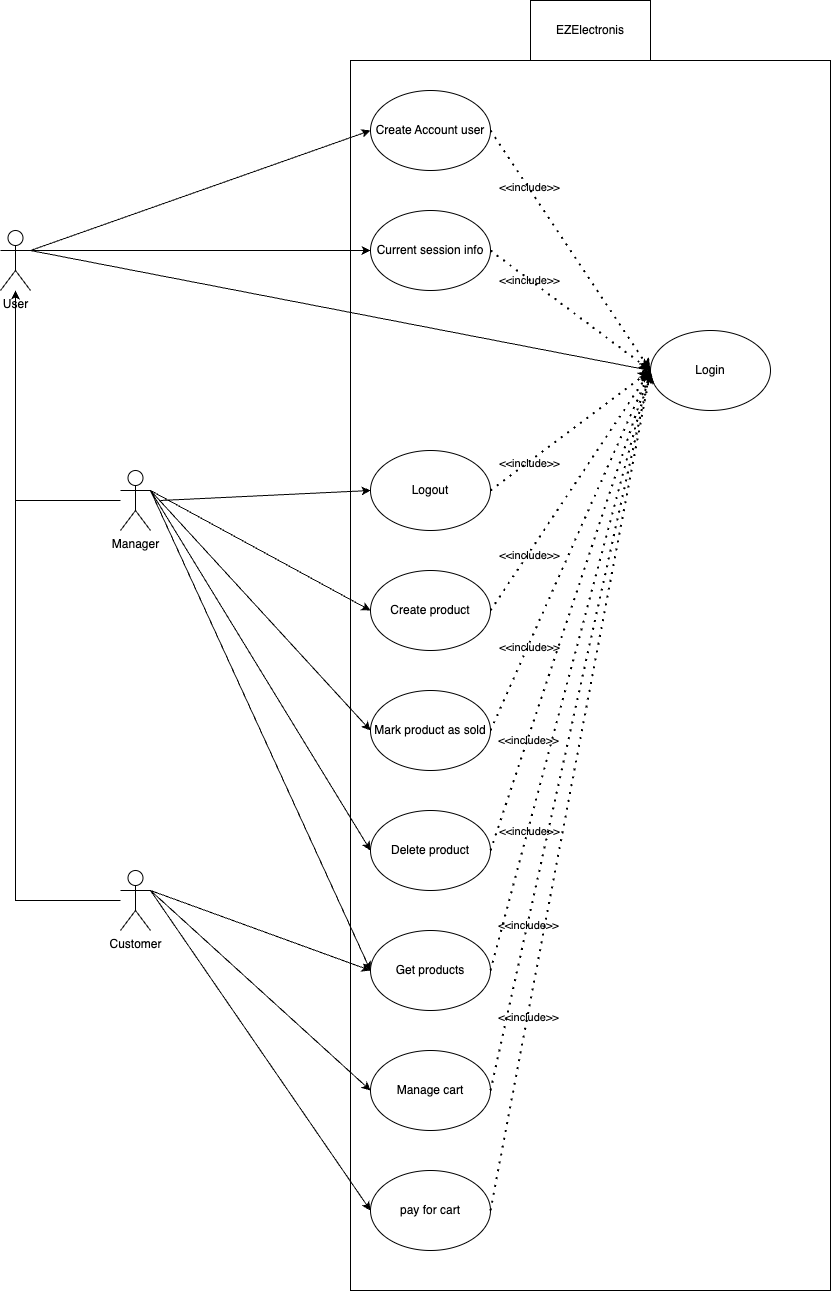 EZElectronis
Create Account user
<<include>>
Current session info
<<include>>
User
Login
<<include>>
Logout
Manager
<<include>>
Create product
<<include>>
Mark product as sold
<<include>>
<<include>>
Delete product
<<include>>
Customer
Get products
<<include>>
Manage cart
pay for cart